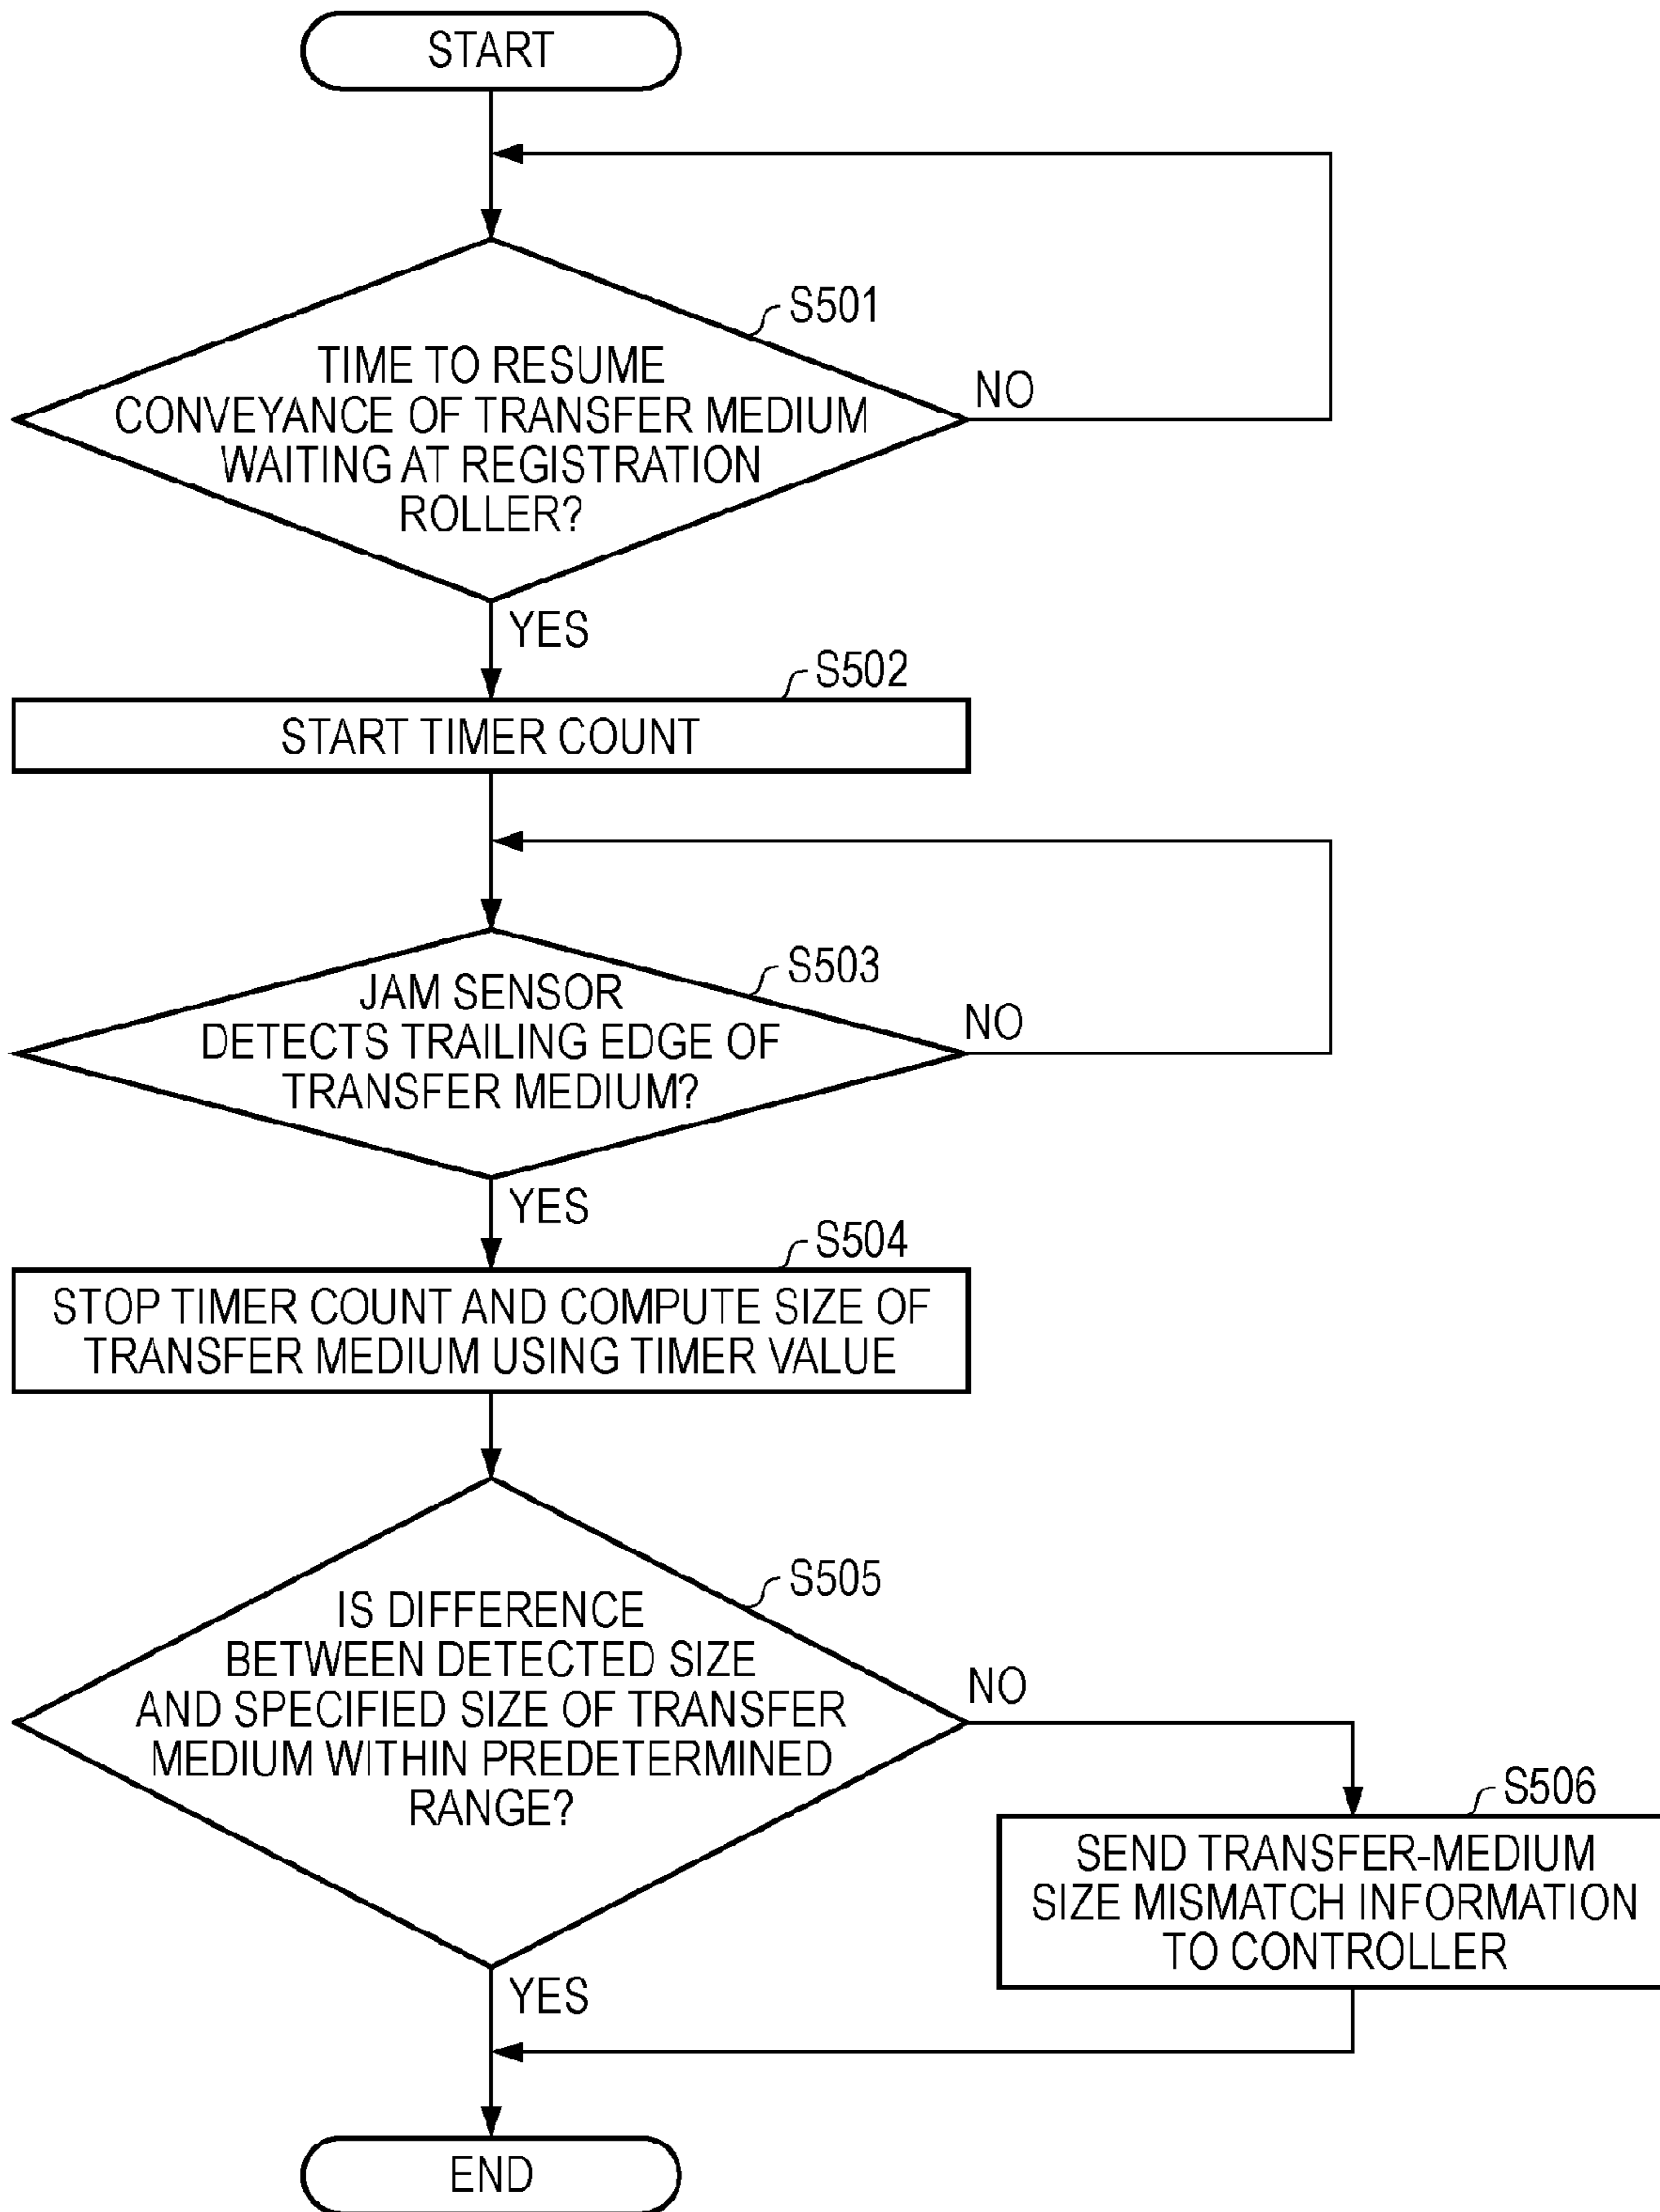 START
S501
TIME TO RESUME
CONVEYANCE OF TRANSFER MEDIUM
WAITING AT REGISTRATION
ROLLER?
NO
YES
S502
START TIMER COUNT
S503
JAM SENSOR
DETECTS TRAILING EDGE OF
TRANSFER MEDIUM?
NO
YES
S504
STOP TIMER COUNT AND COMPUTE SIZE OF
TRANSFER MEDIUM USING TIMER VALUE
S505
IS DIFFERENCE
BETWEEN DETECTED SIZE
AND SPECIFIED SIZE OF TRANSFER
MEDIUM WITHIN PREDETERMINED
RANGE?
NO
S506
SEND TRANSFER-MEDIUM
SIZE MISMATCH INFORMATION
TO CONTROLLER
YES
END